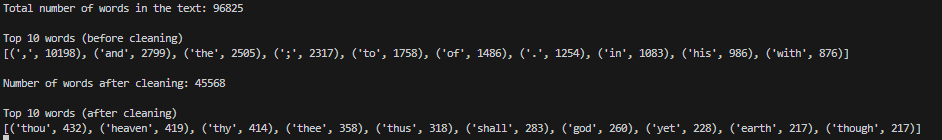 Total number of words in the text: 96825
Top 10 words (before cleaning)
[(',', 10198), ('and', 2799), ('the', 2505), (';', 2317), ('to', 1758), ('of', 1486), ('.', 1254), ('in', 1083), ('his', 986), ('with', 876)]
Number of words after cleaning: 45568
Top 10 words (after cleaning)
[('thou', 432), ('heaven', 419), ('thy', 414), ('thee', 358), ('thus', 318), ('shall', 283), ('god', 260), ('yet', 228), ('earth', 217), ('though', 217)]